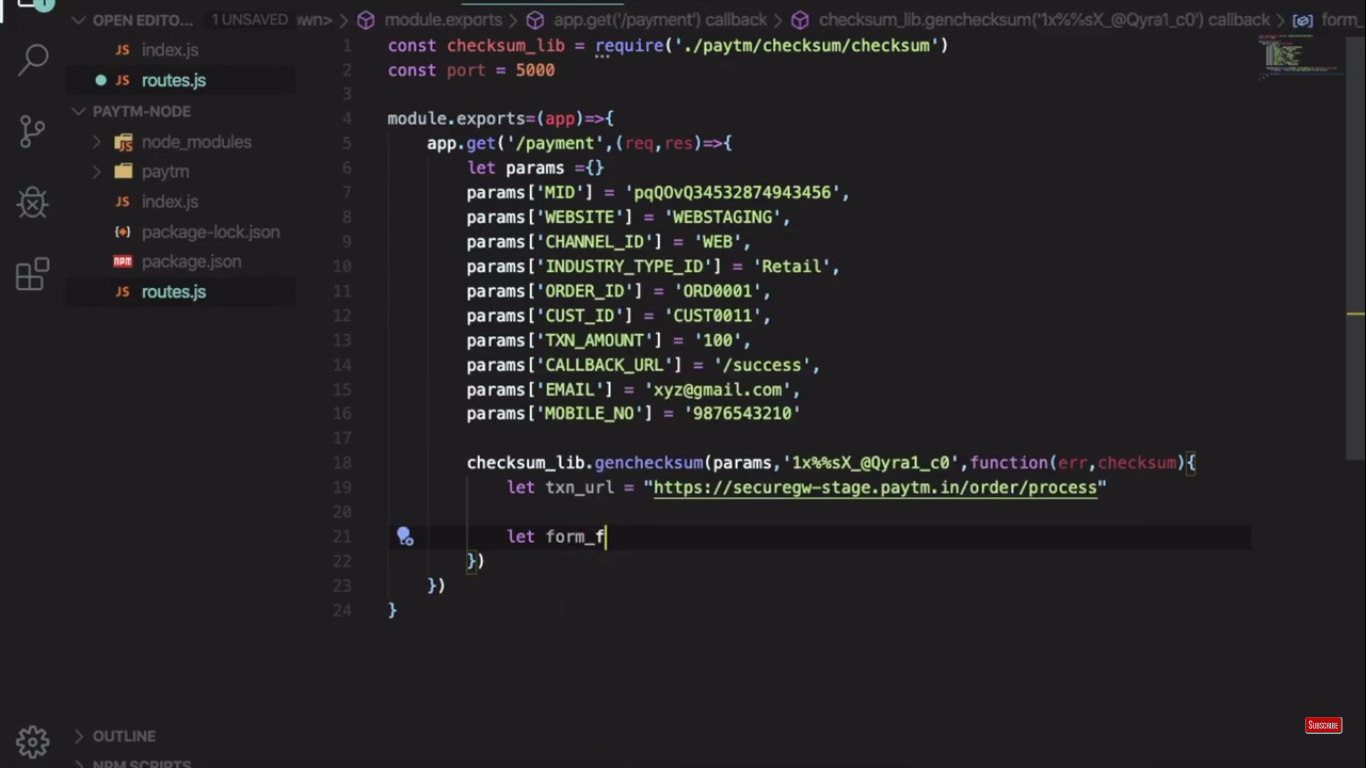 OPEN EDITO... 1 UNSAVED
JS index.js
JS routes.js
PAYTM-NODE
node_modules
paytm
JS index.js
package-lock.json
npm package.json
JS routes.js
OUTLINE
NPM SCRIPTS
wn> > module.exports > app.get('/payment') callback > checksum_lib.genchecksum('1x%%sX_@Qyra1_c0') callback > form_
1 const checksum_lib = require('./paytm/checksum/checksum')
2 const port = 5000
3
4 module.exports=(app)=>{
5 app.get('/payment',(req,res)=>{
6 let params ={}
7 params['MID'] = 'pqQOvQ34532874943456',
8 params['WEBSITE'] = 'WEBSTAGING',
9 params['CHANNEL_ID'] = 'WEB',
10 params['INDUSTRY_TYPE_ID'] = 'Retail',
11 params['ORDER_ID'] = 'ORD0001',
12 params['CUST_ID'] = 'CUST0011',
13 params['TXN_AMOUNT'] = '100',
14 params['CALLBACK_URL'] = '/success',
15 params['EMAIL'] = 'xyz@gmail.com',
16 params['MOBILE_NO'] = '9876543210'
17
18 checksum_lib.genchecksum(params,'1x%%sX_@Qyra1_c0',function(err,checksum){
19 let txn_url = "https://securegw-stage.paytm.in/order/process"
20
21 let form_f
22 })
23 })
24 }
SUBSCRIBE